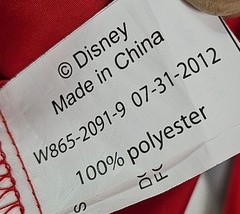 © Disney
Made in China
W865-2091-9 07-31-2012
100% polyester
S